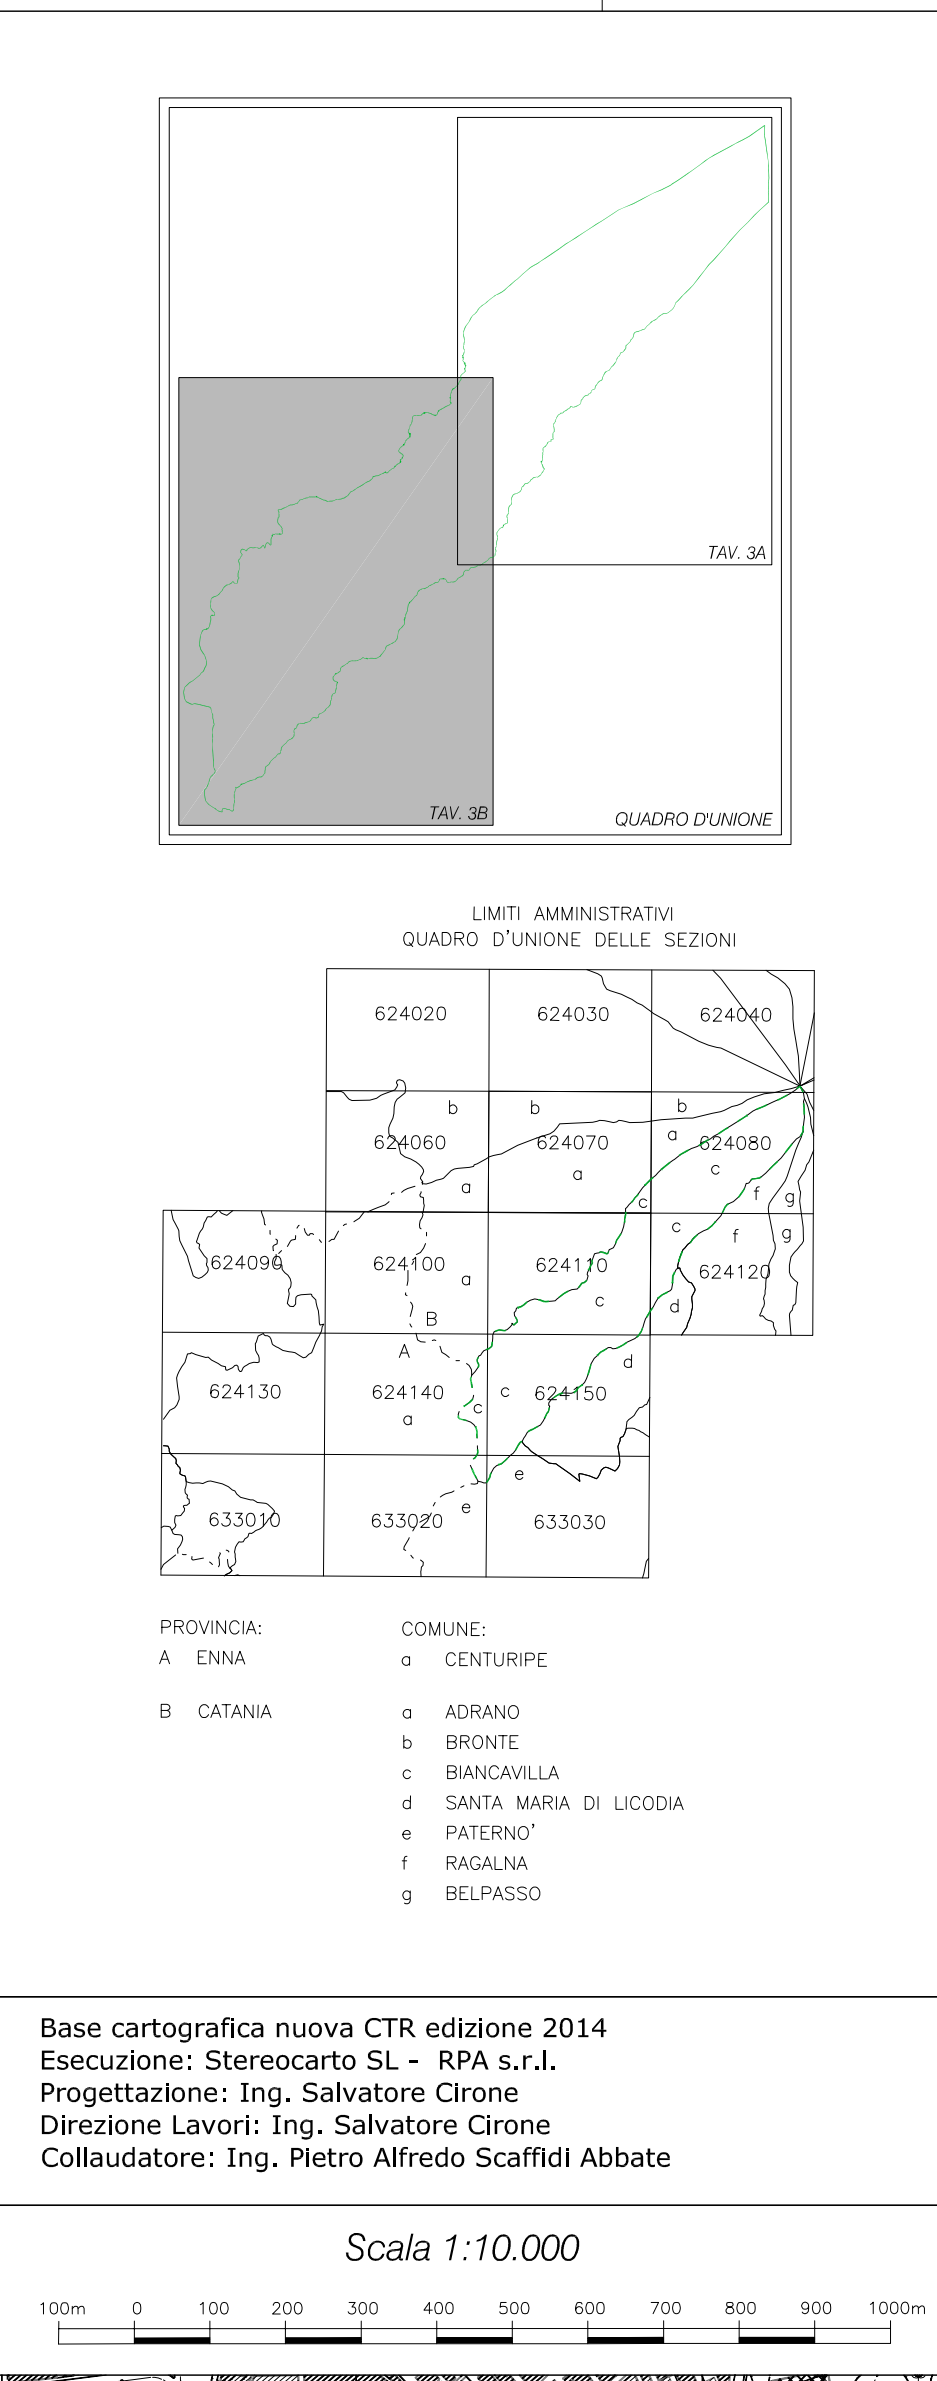 TAV. 3A
TAV. 3B
QUADRO D'UNIONE
LIMITI AMMINISTRATIVI
QUADRO D'UNIONE DELLE SEZIONI
624020 624030 624040
b b b
a
624060 624070 624080
a a c c f g
624090 624100 624110 c f g
624120
a c d
B
A d
624130 624140 c c 624150
a
e
e
633010 633020 633030
PROVINCIA: COMUNE:
A ENNA a CENTURIPE
B CATANIA a ADRANO
b BRONTE
c BIANCAVILLA
d SANTA MARIA DI LICODIA
e PATERNO'
f RAGALNA
g BELPASSO
Base cartografica nuova CTR edizione 2014
Esecuzione: Stereocarto SL - RPA s.r.l.
Progettazione: Ing. Salvatore Cirone
Direzione Lavori: Ing. Salvatore Cirone
Collaudatore: Ing. Pietro Alfredo Scaffidi Abbate
Scala 1:10.000
100m 0 100 200 300 400 500 600 700 800 900 1000m